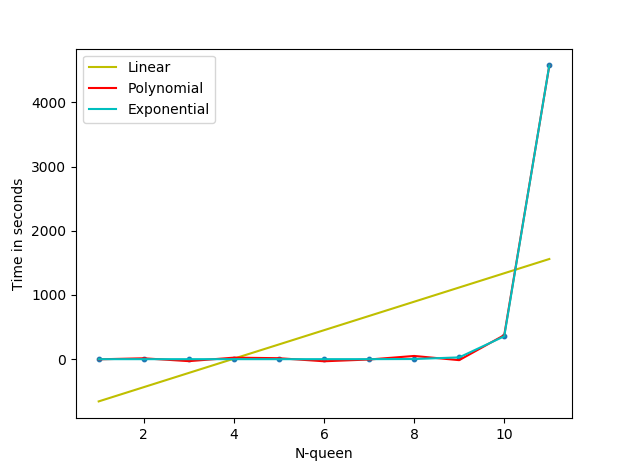 Linear
Polynomial
Exponential
4000
3000
2000
1000
0
Time in seconds
2
4
6
8
10
N-queen